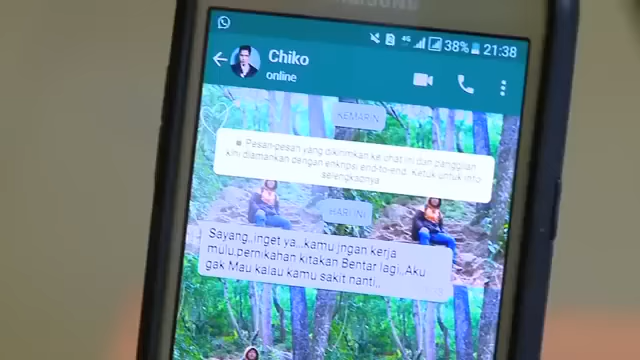 SAMSUNG
4G 38% 21:38
Chiko
online
KEMARIN
Pesan-pesan yang dikirimkan ke chat ini dan panggilan
kini diamankan dengan enkripsi end-to-end. Ketuk untuk info
selengkapnya.
HARI INI
Sayang,,inget ya...kamu jngan kerja
mulu,pernikahan kitakan Bentar lagi,,Aku
gak Mau kalau kamu sakit nanti,,